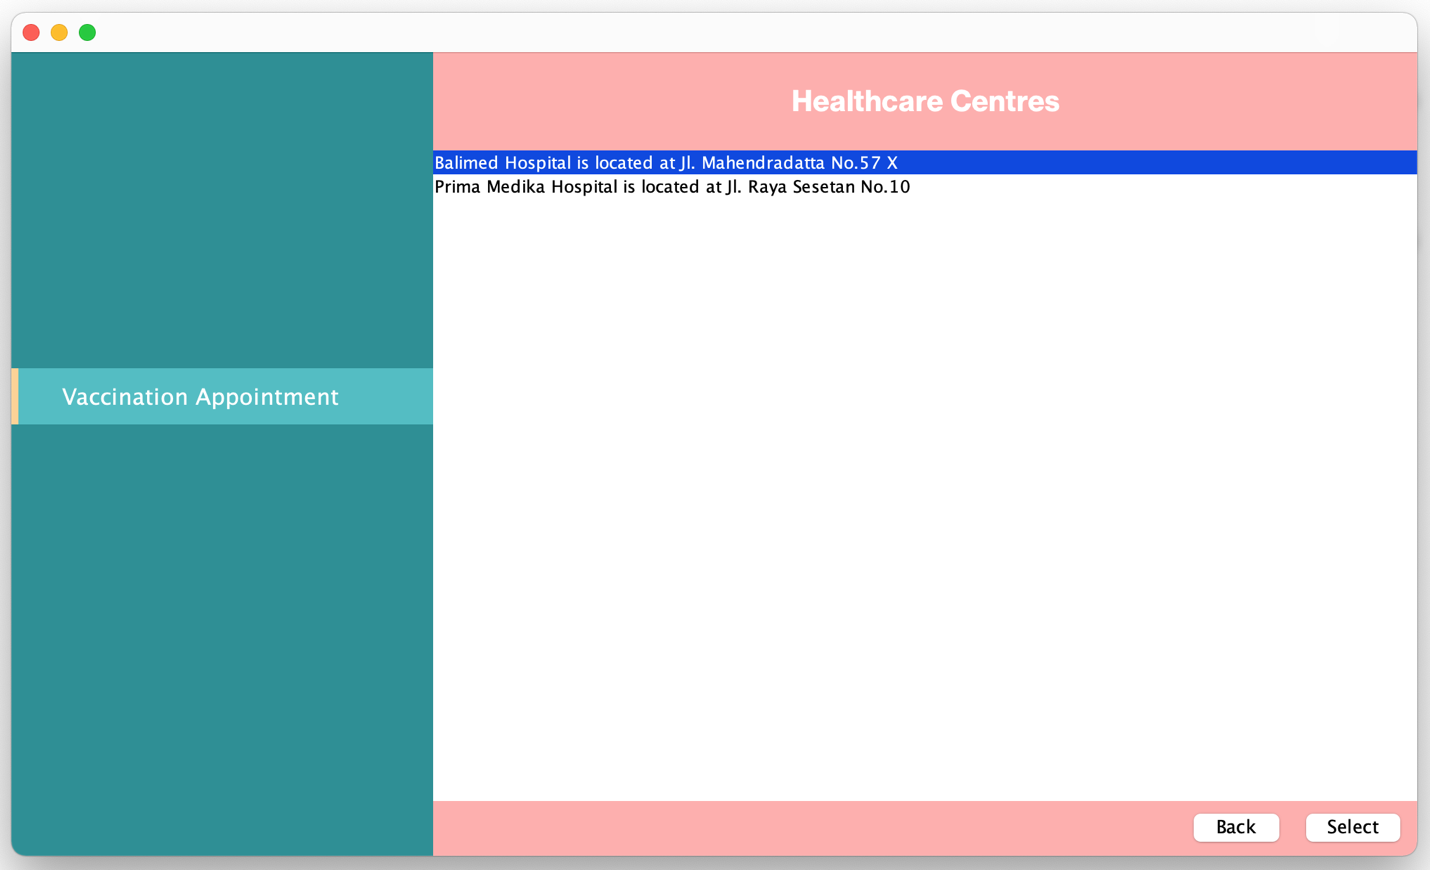 Healthcare Centres
Balimed Hospital is located at Jl. Mahendradatta No.57 X
Prima Medika Hospital is located at Jl. Raya Sesetan No.10
Vaccination Appointment
Back
Select